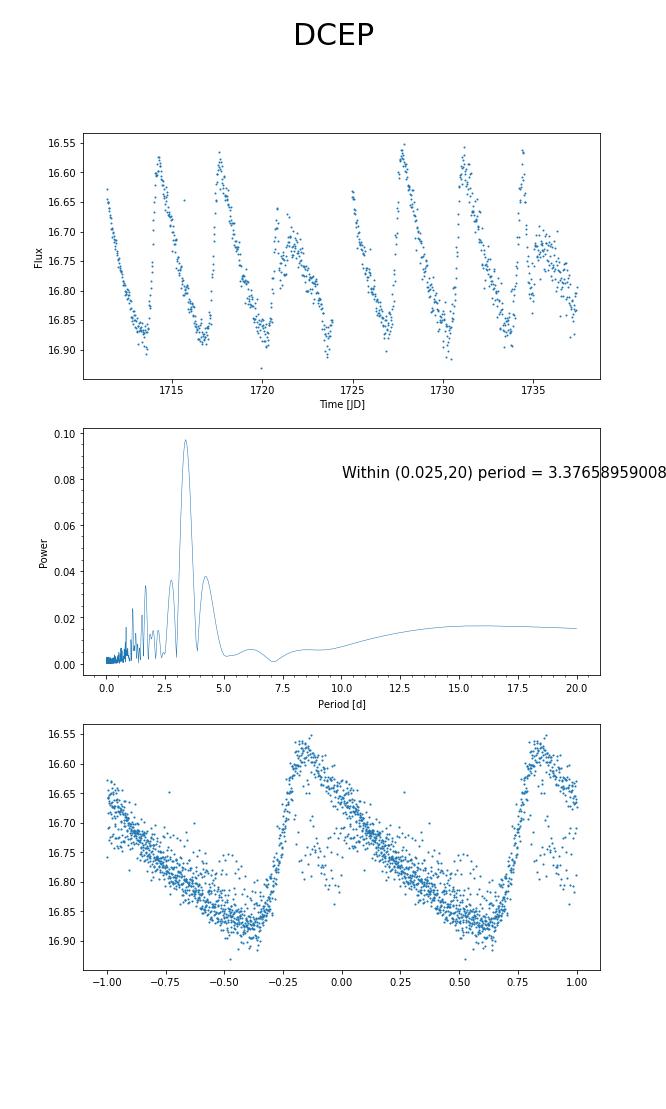 DCEP
16.55
16.60
16.65
16.70
16.75
16.80
16.85
16.90
Flux
1715 1720 1725 1730 1735
Time [JD]
0.10
0.08
0.06
0.04
0.02
0.00
Power
Within (0.025,20) period = 3.37658959008
0.0 2.5 5.0 7.5 10.0 12.5 15.0 17.5 20.0
Period [d]
16.55
16.60
16.65
16.70
16.75
16.80
16.85
16.90
−1.00 −0.75 −0.50 −0.25 0.00 0.25 0.50 0.75 1.00